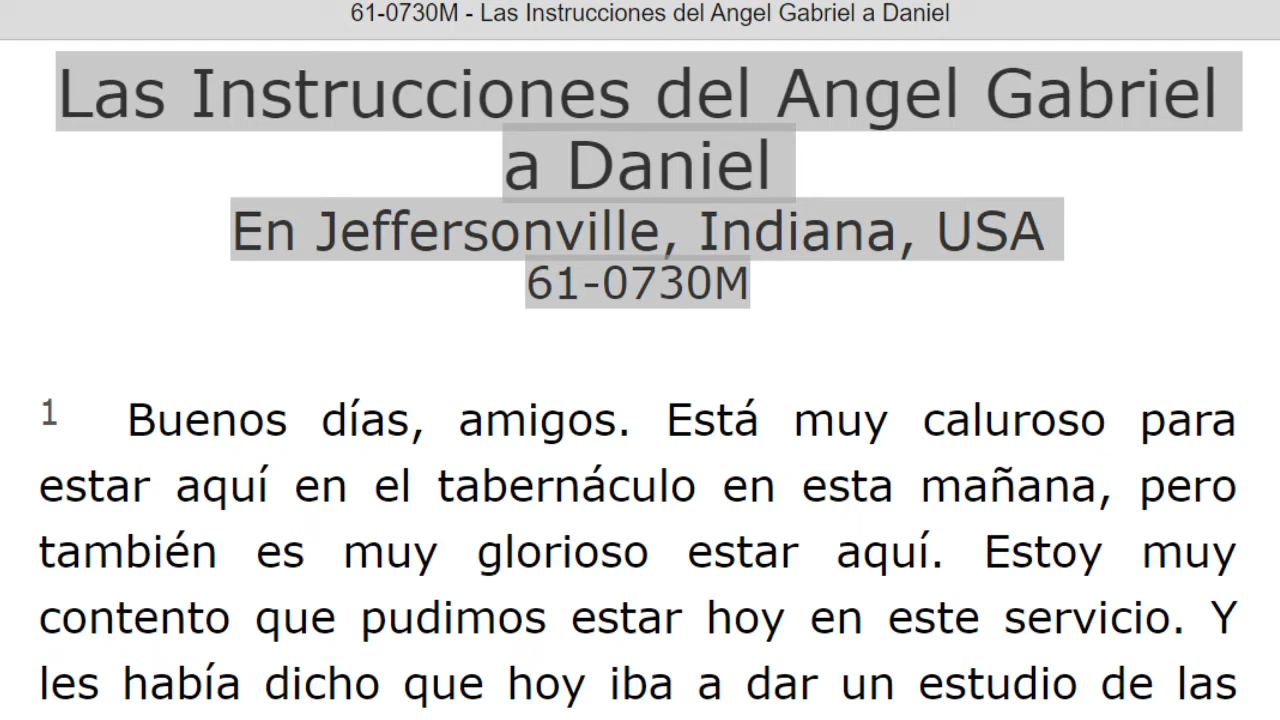 61-0730M - Las Instrucciones del Angel Gabriel a Daniel
Las Instrucciones del Angel Gabriel
a Daniel
En Jeffersonville, Indiana, USA
61-0730M
1 Buenos días, amigos. Está muy caluroso para
estar aquí en el tabernáculo en esta mañana, pero
también es muy glorioso estar aquí. Estoy muy
contento que pudimos estar hoy en este servicio. Y
les había dicho que hoy iba a dar un estudio de las